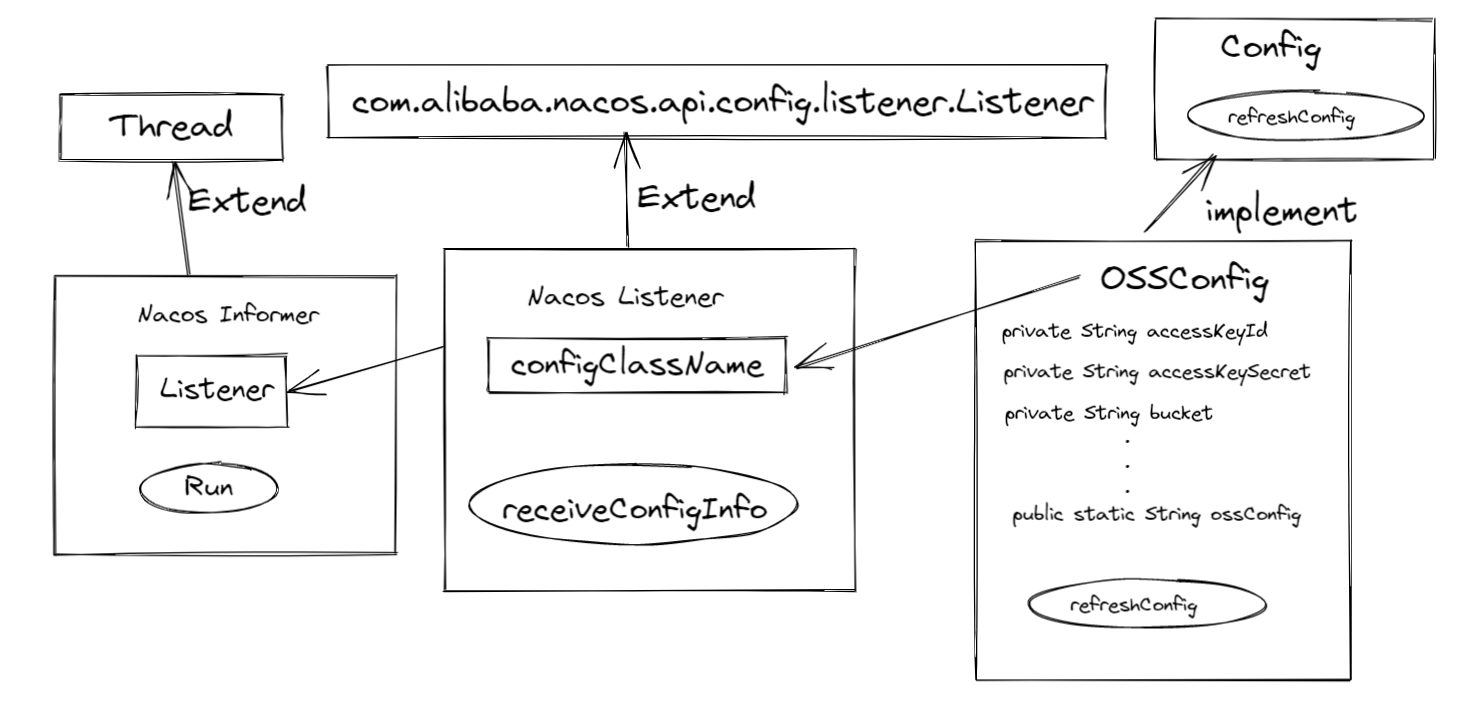 Config
com.alibaba.nacos.api.config.listener.Listener
refreshConfig
Thread
Extend
Extend
implement
Nacos Informer
Listener
Run
Nacos Listener
configClassName
receiveConfigInfo
OSSConfig
private String accessKeyId
private String accessKeySecret
private String bucket
.
.
.
public static String ossConfig
refreshConfig